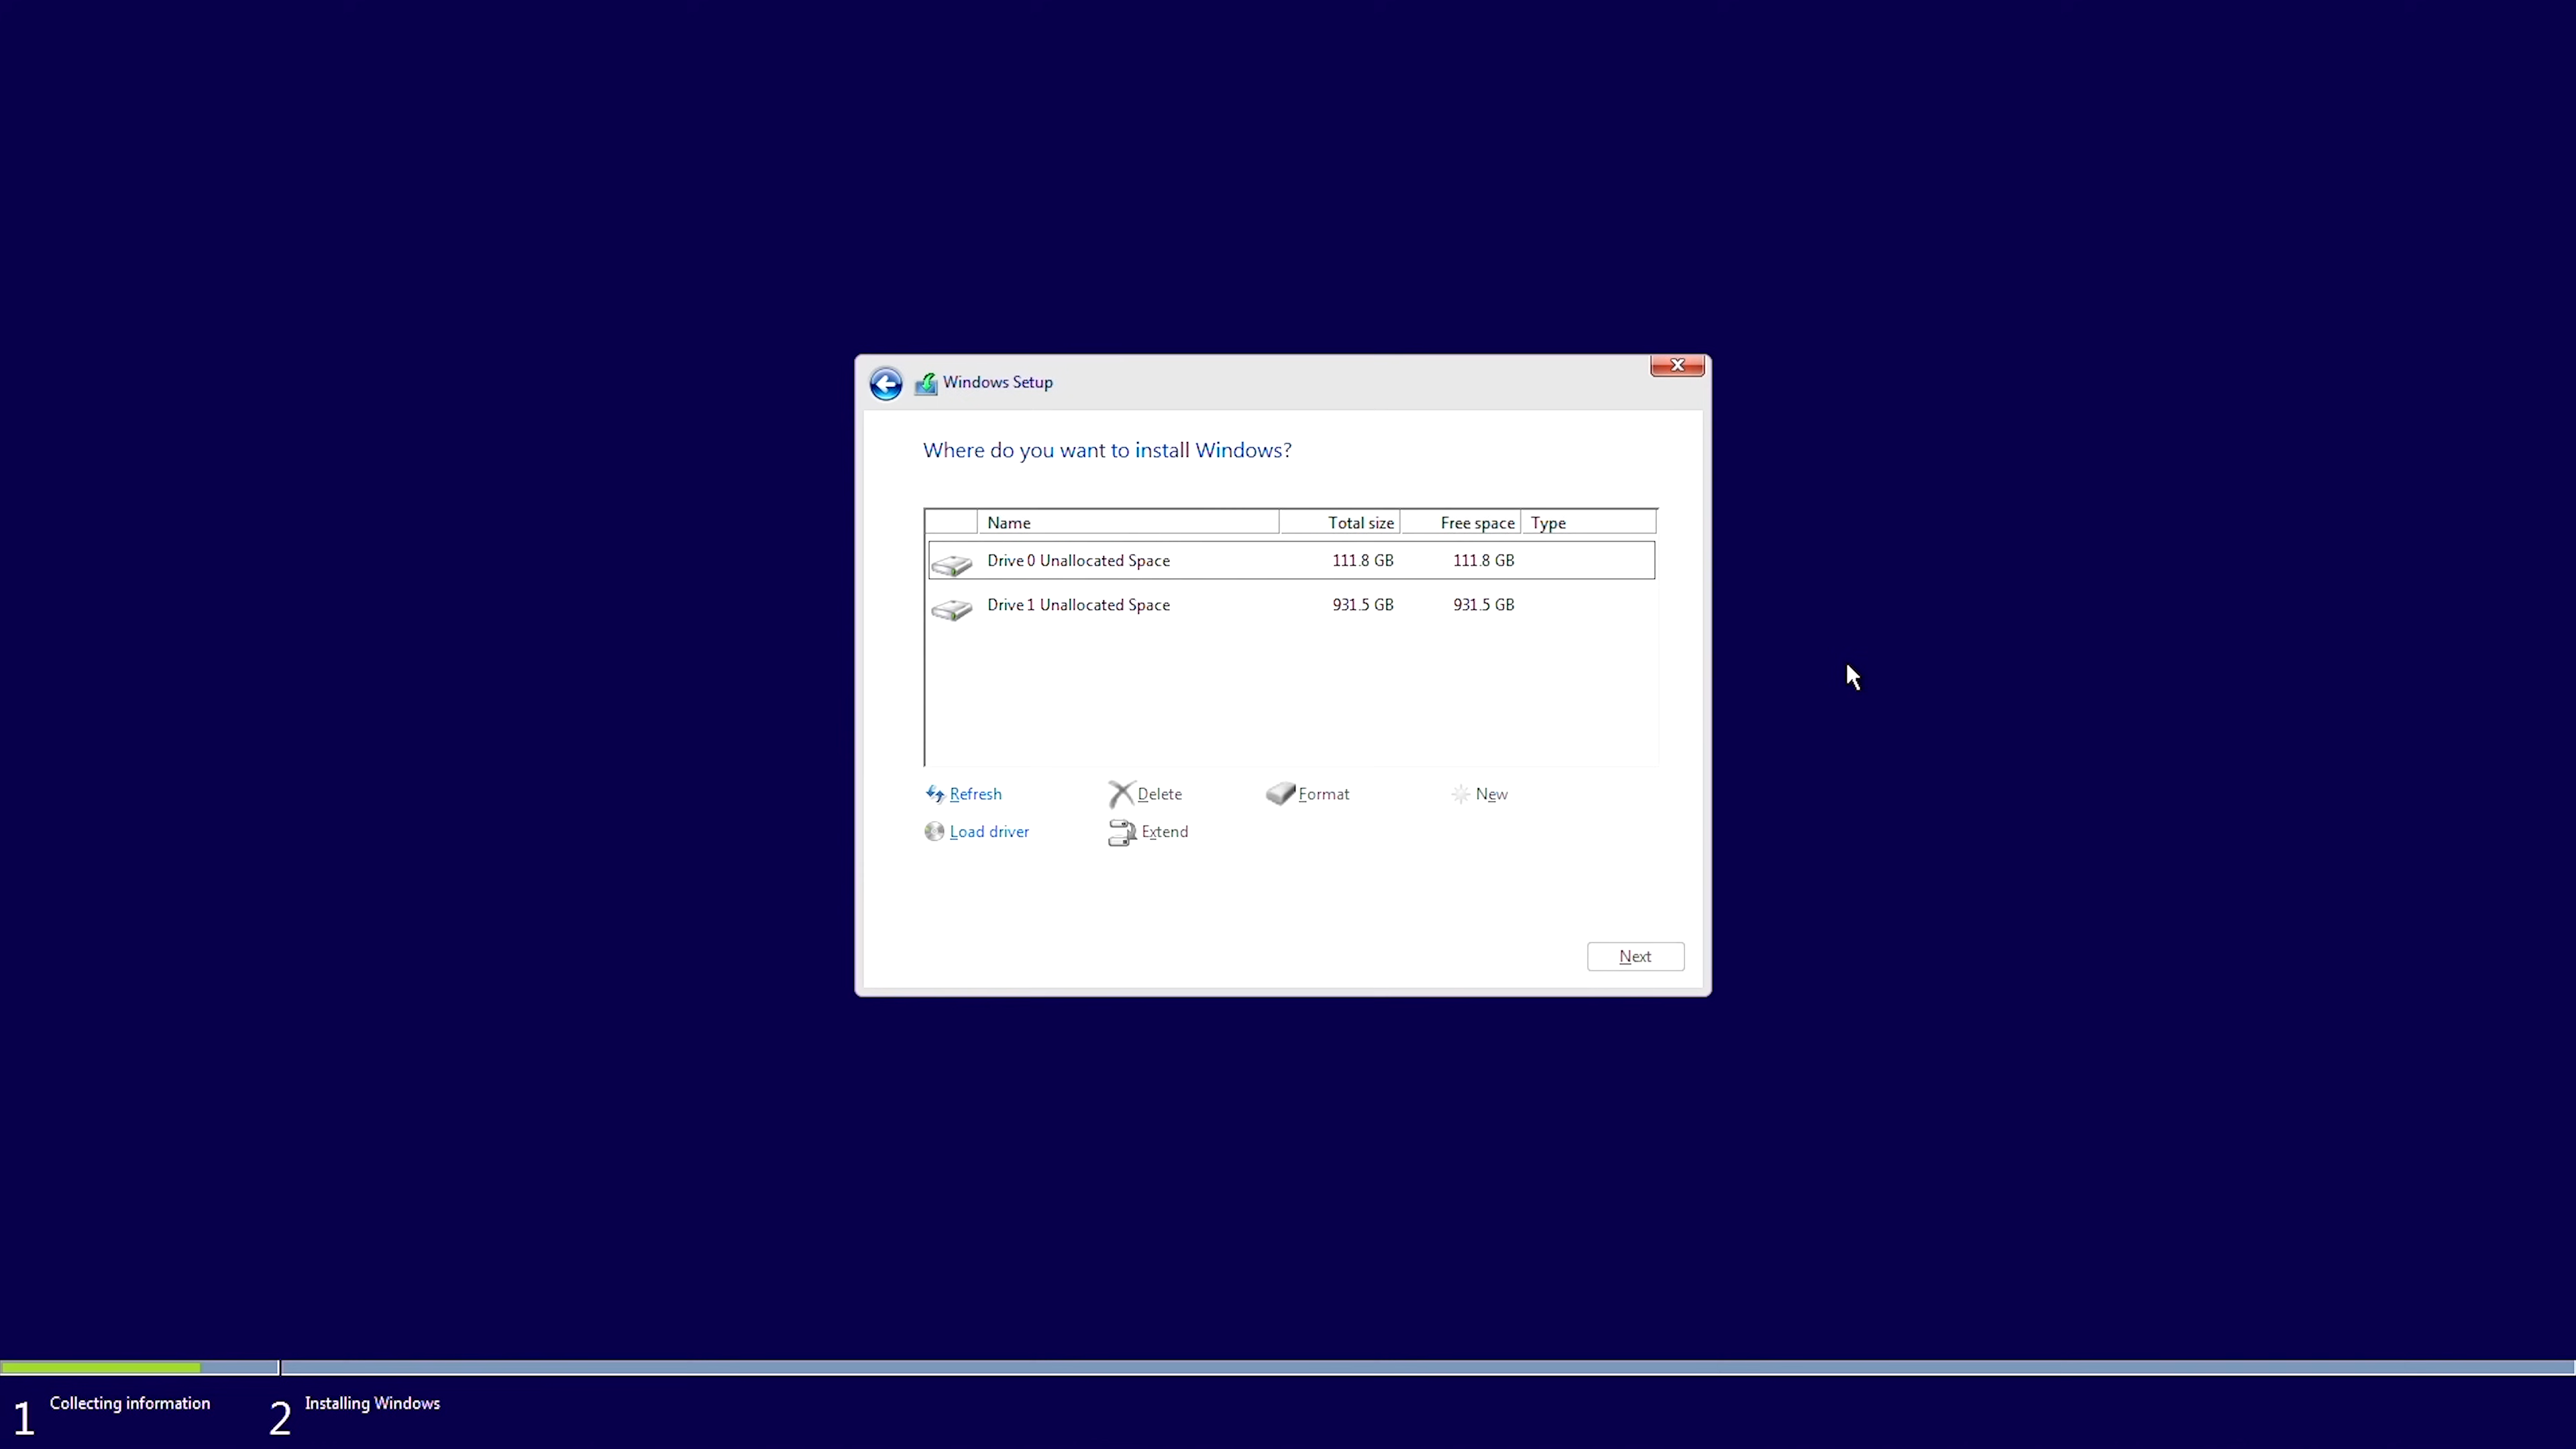 Windows Setup
Where do you want to install Windows?
Name Total size Free space Type
Drive 0 Unallocated Space 111.8 GB 111.8 GB
Drive 1 Unallocated Space 931.5 GB 931.5 GB
Refresh Delete Format New
Load driver Extend
Next
1 Collecting information 2 Installing Windows